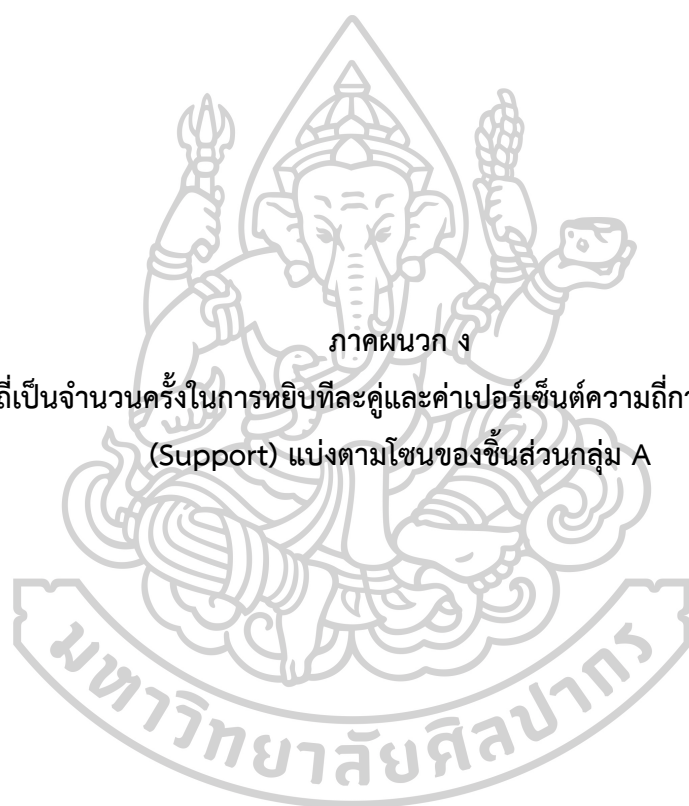 ภาคผนวก ง
ถี่เป็นจำนวนครั้งในการหยิบทีละคู่และค่าเปอร์เซ็นต์ความถี่กา
(Support) แบ่งตามโซนของชิ้นส่วนกลุ่ม A
มหาวิทยาลัยศิลปากร